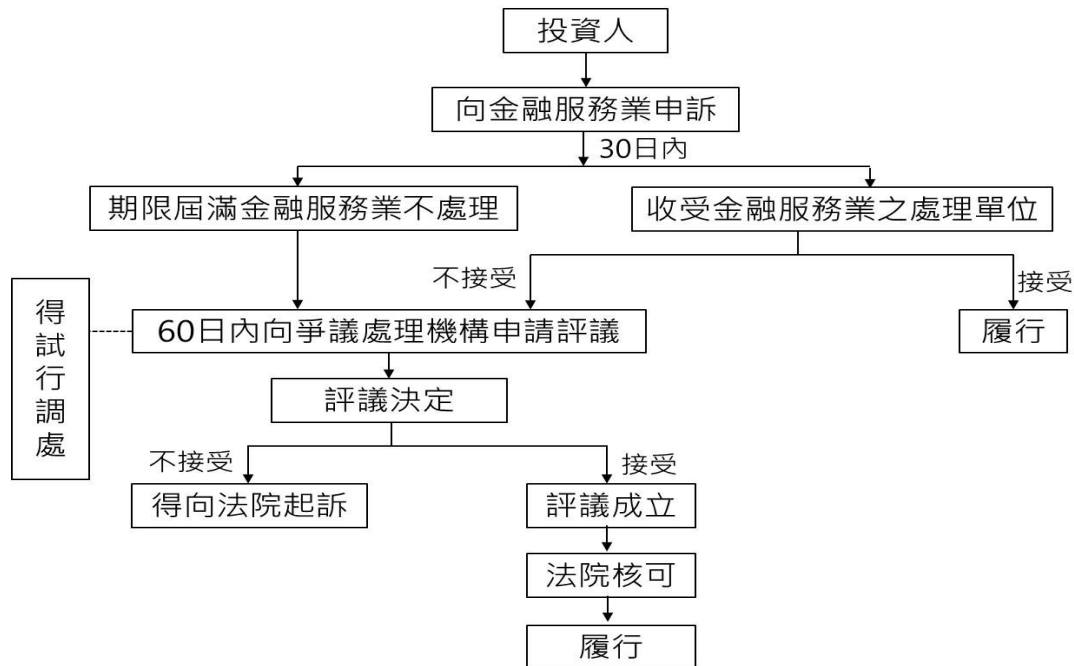 投資人
向金融服務業申訴
30日內
期限屆滿金融服務業不處理
收受金融服務業之處理單位
不接受
接受
得試行調處
60日內向爭議處理機構申請評議
履行
評議決定
不接受
接受
得向法院起訴
評議成立
法院核可
履行